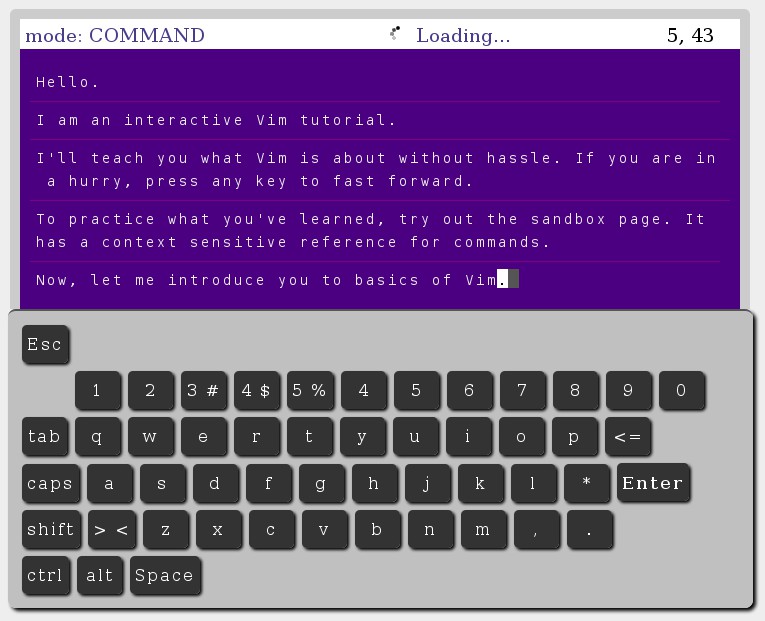 mode: COMMAND Loading... 5, 43
Hello.
I am an interactive Vim tutorial.
I'll teach you what Vim is about without hassle. If you are in
a hurry, press any key to fast forward.
To practice what you've learned, try out the sandbox page. It
has a context sensitive reference for commands.
Now, let me introduce you to basics of Vim.
Esc
1 2 3 # 4 $ 5 % 4 5 6 7 8 9 0
tab q w e r t y u i o p <=
caps a s d f g h j k l * Enter
shift > < z x c v b n m , .
ctrl alt Space